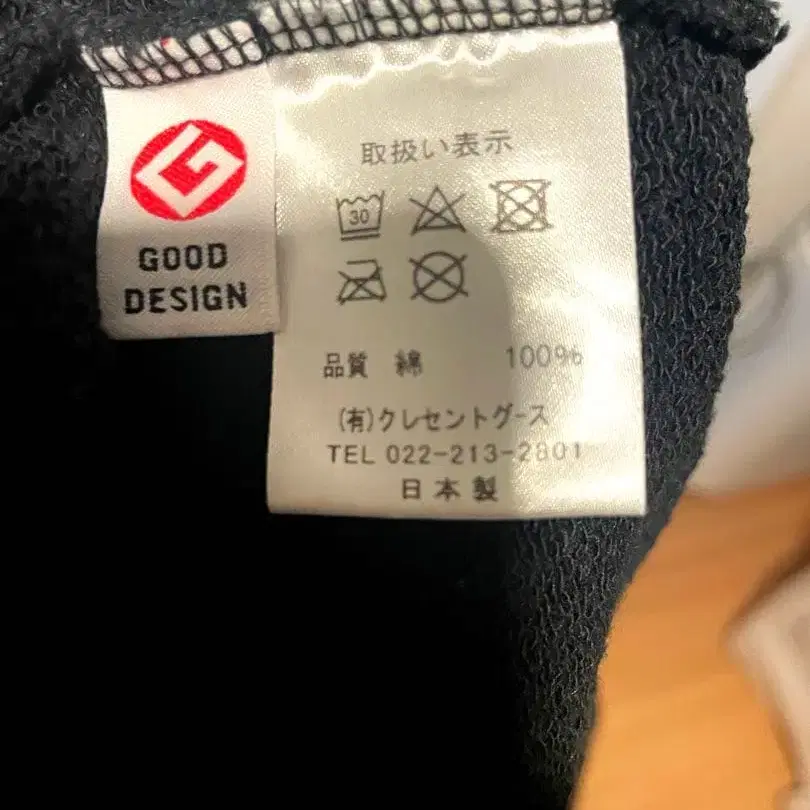 GOOD
DESIGN
取扱い表示
30
品質 綿 100%
(有)クレセントグース
TEL 022-213-2801
日本製